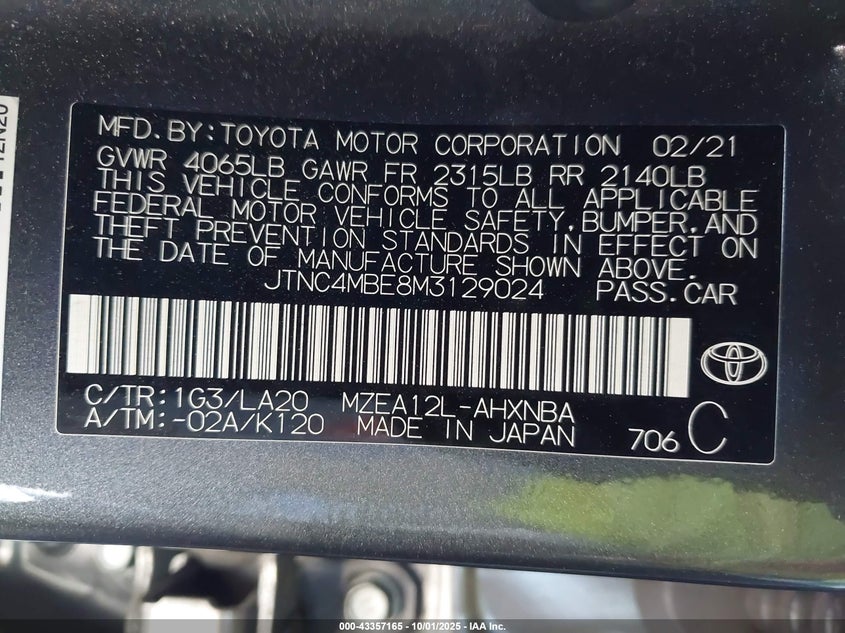 MFD.BY:TOYOTA MOTOR CORPORATION 02/21
GVWR 4065LB GAWR FR 2315LB RR 2140LB
THIS VEHICLE CONFORMS TO ALL APPLICABLE
FEDERAL MOTOR VEHICLE SAFETY,BUMPER,AND
THEFT PREVENTION STANDARDS IN EFFECT ON
THE DATE OF MANUFACTURE SHOWN ABOVE.
JTNC4MBE8M3129024 PASS.CAR
C/TR:1G3/LA20 MZEA12L-AHXNBA
A/TM:-02A/K120 MADE IN JAPAN 706 C
000-43357165 - 10/01/2025 - IAA Inc.